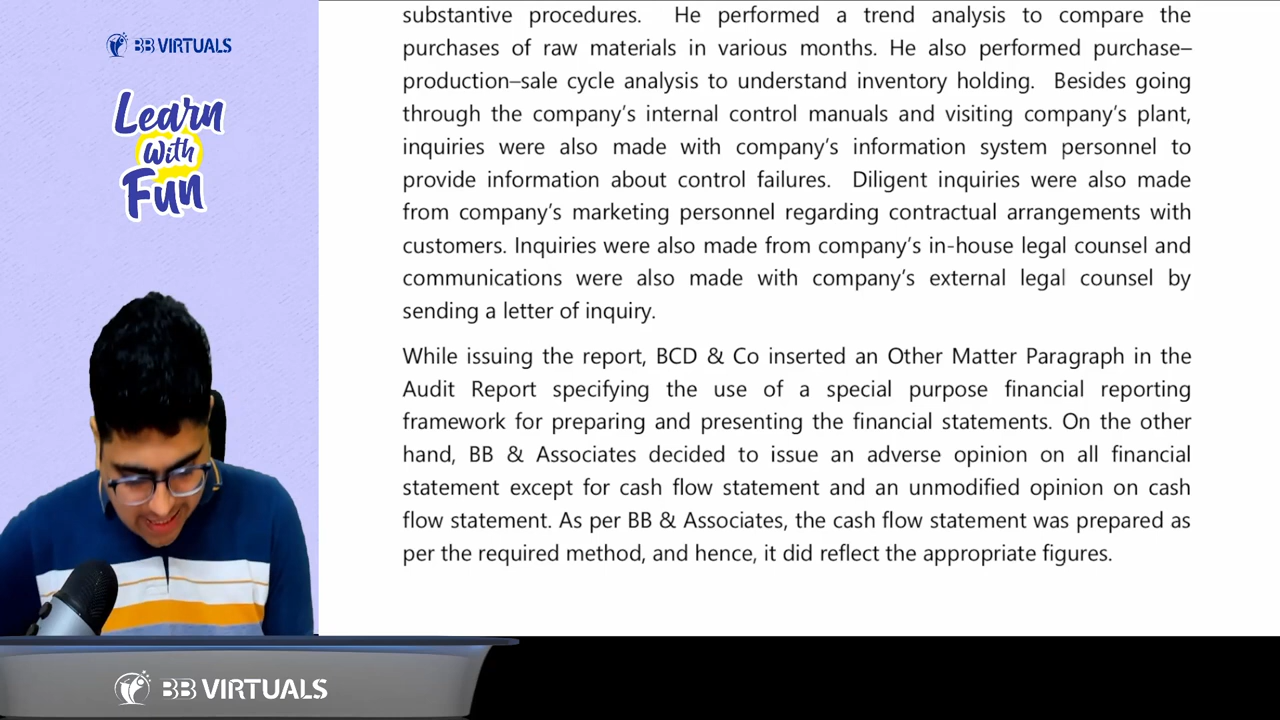 BB VIRTUALS
Learn
With
Fun
substantive procedures. He performed a trend analysis to compare the
purchases of raw materials in various months. He also performed purchase–
production–sale cycle analysis to understand inventory holding. Besides going
through the company's internal control manuals and visiting company's plant,
inquiries were also made with company's information system personnel to
provide information about control failures. Diligent inquiries were also made
from company's marketing personnel regarding contractual arrangements with
customers. Inquiries were also made from company's in-house legal counsel and
communications were also made with company's external legal counsel by
sending a letter of inquiry.
While issuing the report, BCD & Co inserted an Other Matter Paragraph in the
Audit Report specifying the use of a special purpose financial reporting
framework for preparing and presenting the financial statements. On the other
hand, BB & Associates decided to issue an adverse opinion on all financial
statement except for cash flow statement and an unmodified opinion on cash
flow statement. As per BB & Associates, the cash flow statement was prepared as
per the required method, and hence, it did reflect the appropriate figures.
BB VIRTUALS